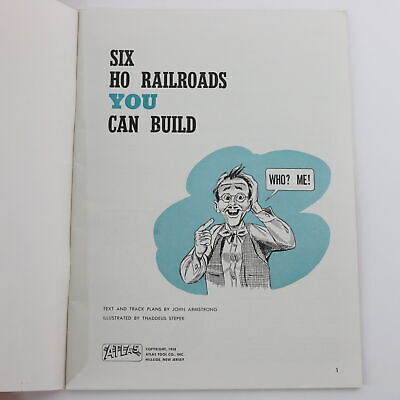 SIX
HO RAILROADS
YOU
CAN BUILD
WHO? ME!
TEXT AND TRACK PLANS BY JOHN ARMSTRONG
ILLUSTRATED BY THADDEUS STEPEK
ATLAS
COPYRIGHT, 1958
ATLAS TOOL CO., INC.
HILLSIDE, NEW JERSEY